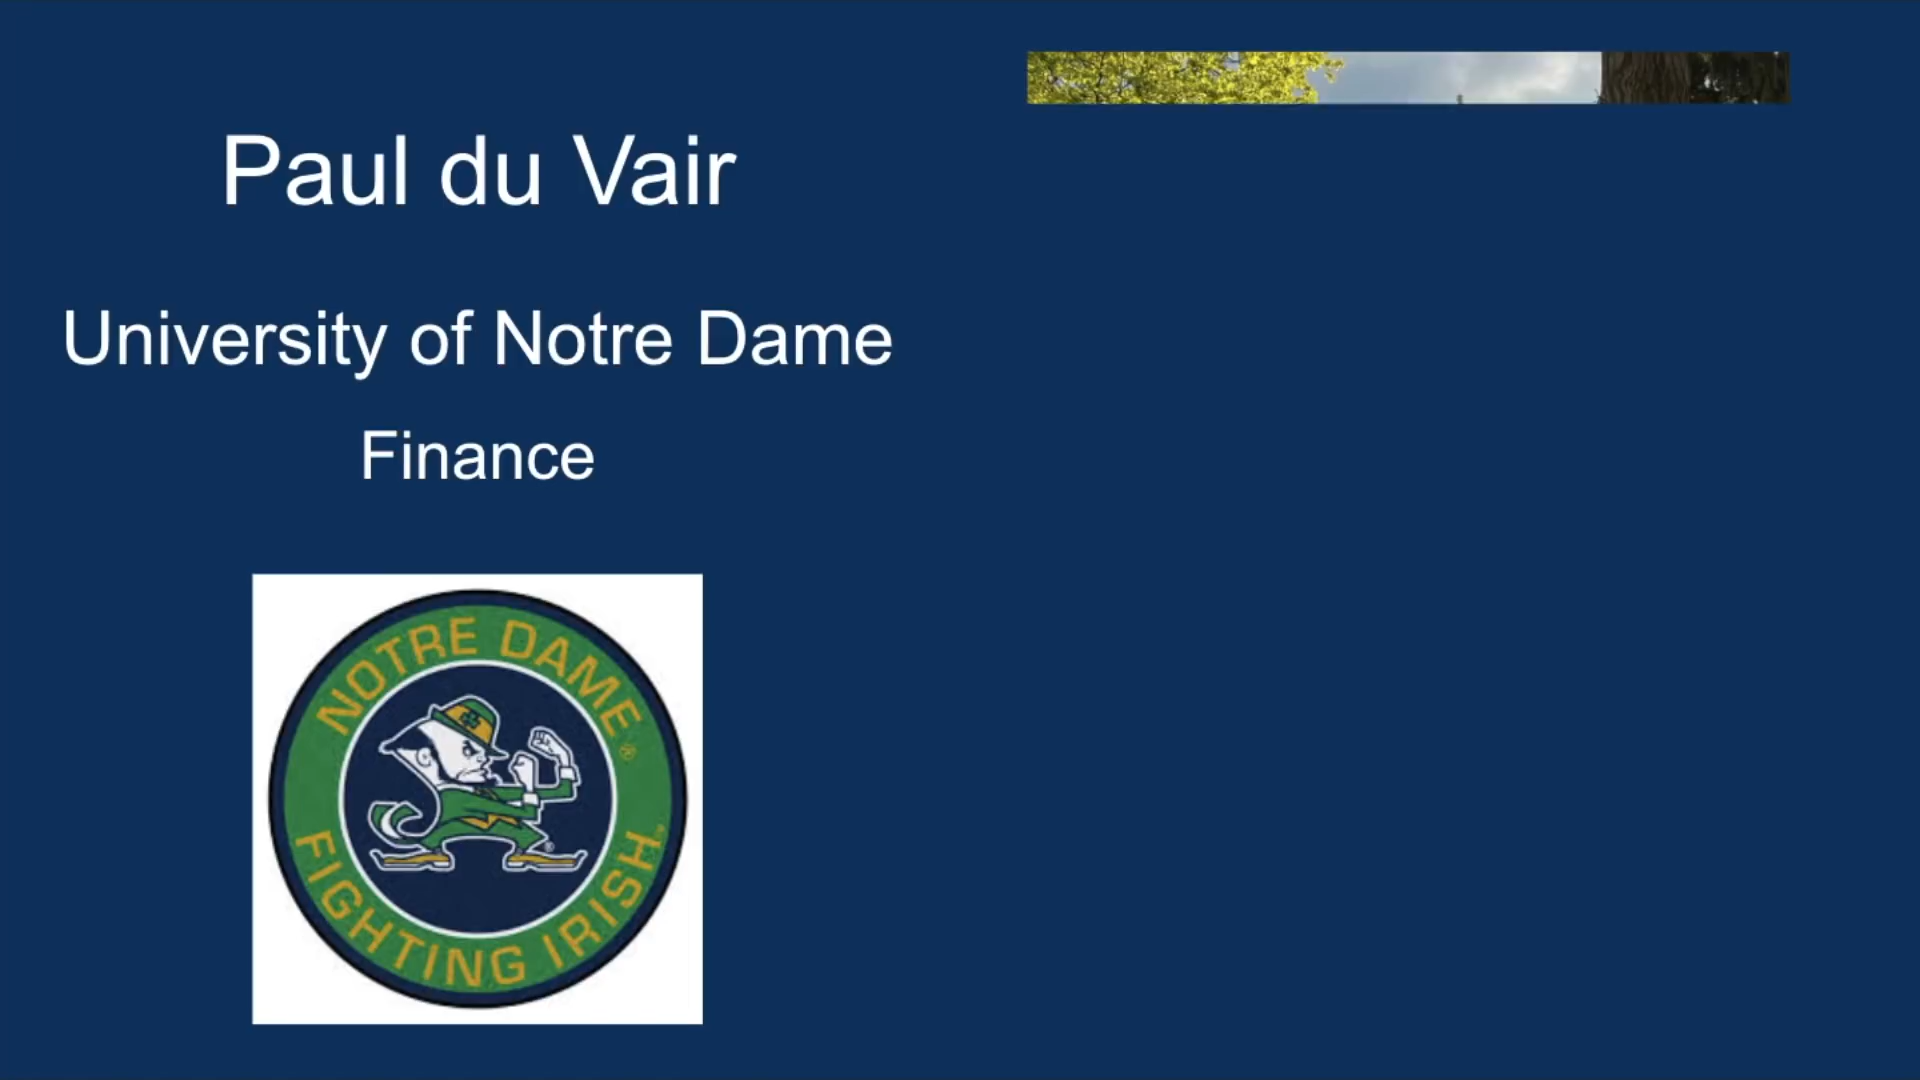 Paul du Vair
University of Notre Dame
Finance
NOTRE DAME®
FIGHTING IRISH